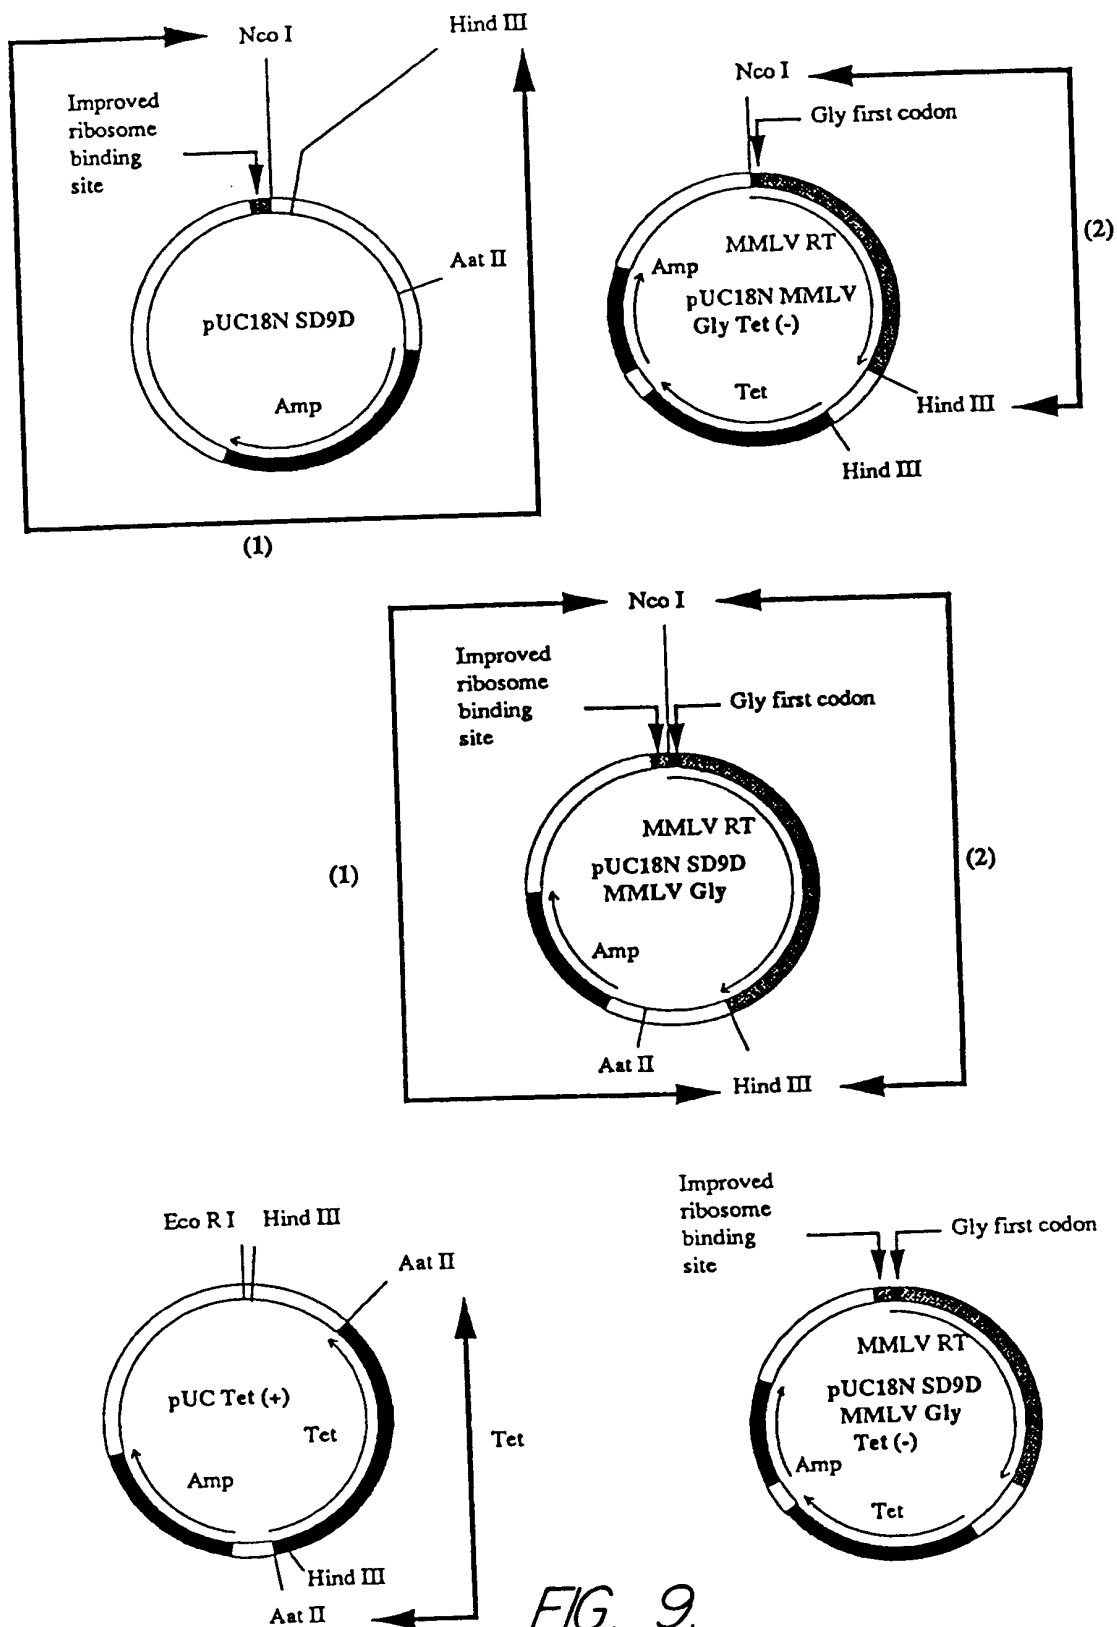 Nco I
Hind III
Improved
ribosome
binding
site
Aat II
pUC18N SD9D
Amp
(1)
Nco I
Gly first codon
(2)
MMLV RT
Amp
pUC18N MMLV
Gly Tet (-)
Tet
Hind III
Hind III
Nco I
Improved
ribosome
binding
site
Gly first codon
MMLV RT
(1)
pUC18N SD9D
MMLV Gly
(2)
Amp
Aat II
Hind III
Eco R I Hind III
Aat II
pUC Tet (+)
Tet
Tet
Amp
Hind III
Aat II
Improved
ribosome
binding
site
Gly first codon
MMLV RT
pUC18N SD9D
MMLV Gly
Tet (-)
Amp
Tet
FIG. 9.